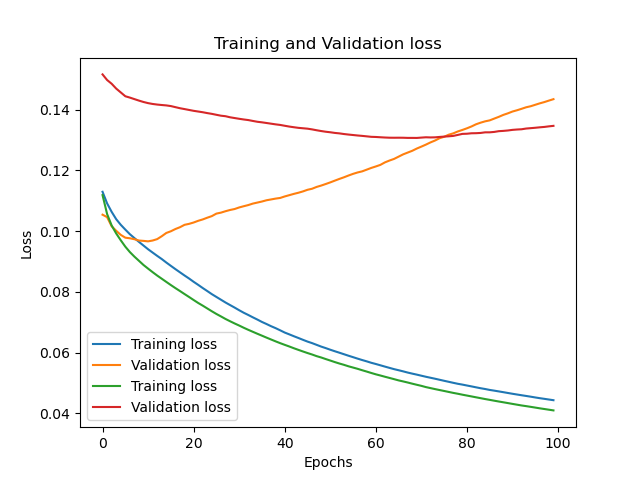 Training and Validation loss
Loss
0.14
0.12
0.10
0.08
0.06
0.04
Training loss
Validation loss
Training loss
Validation loss
0
20
40
60
80
100
Epochs